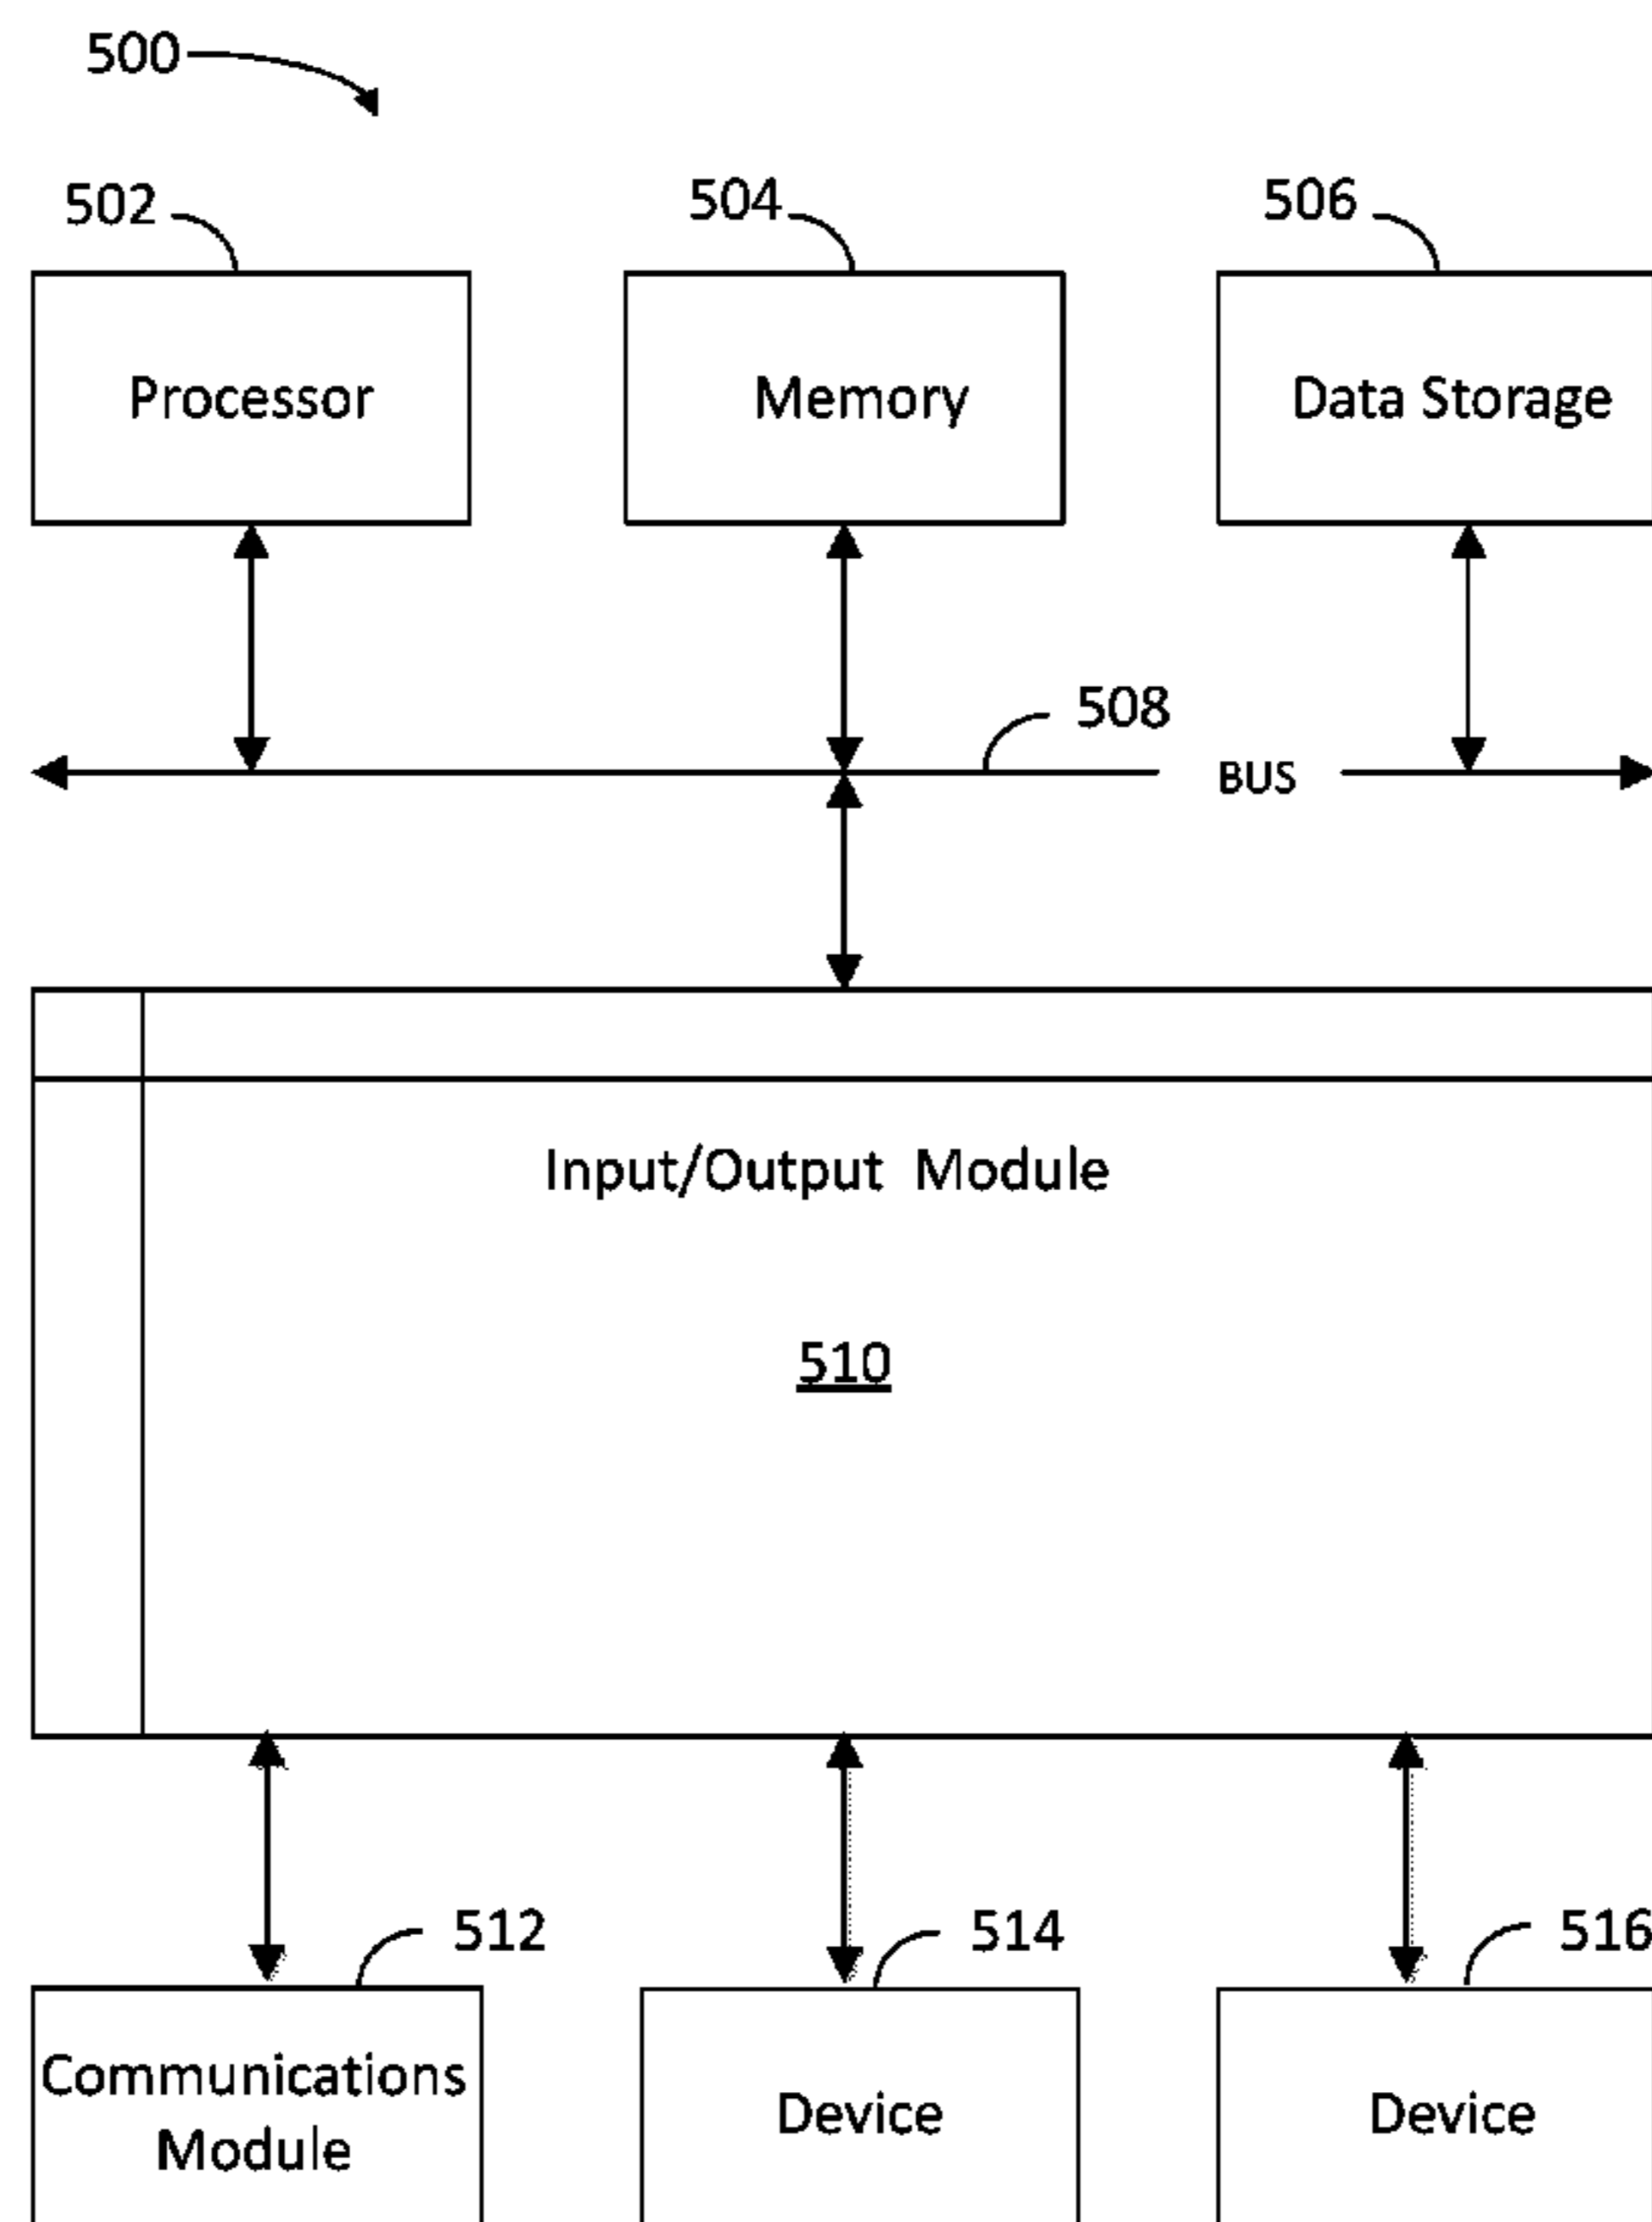 500
502
504
506
Processor
Memory
Data Storage
508
BUS
Input/Output Module
510
512
514
516
Communications
Module
Device
Device